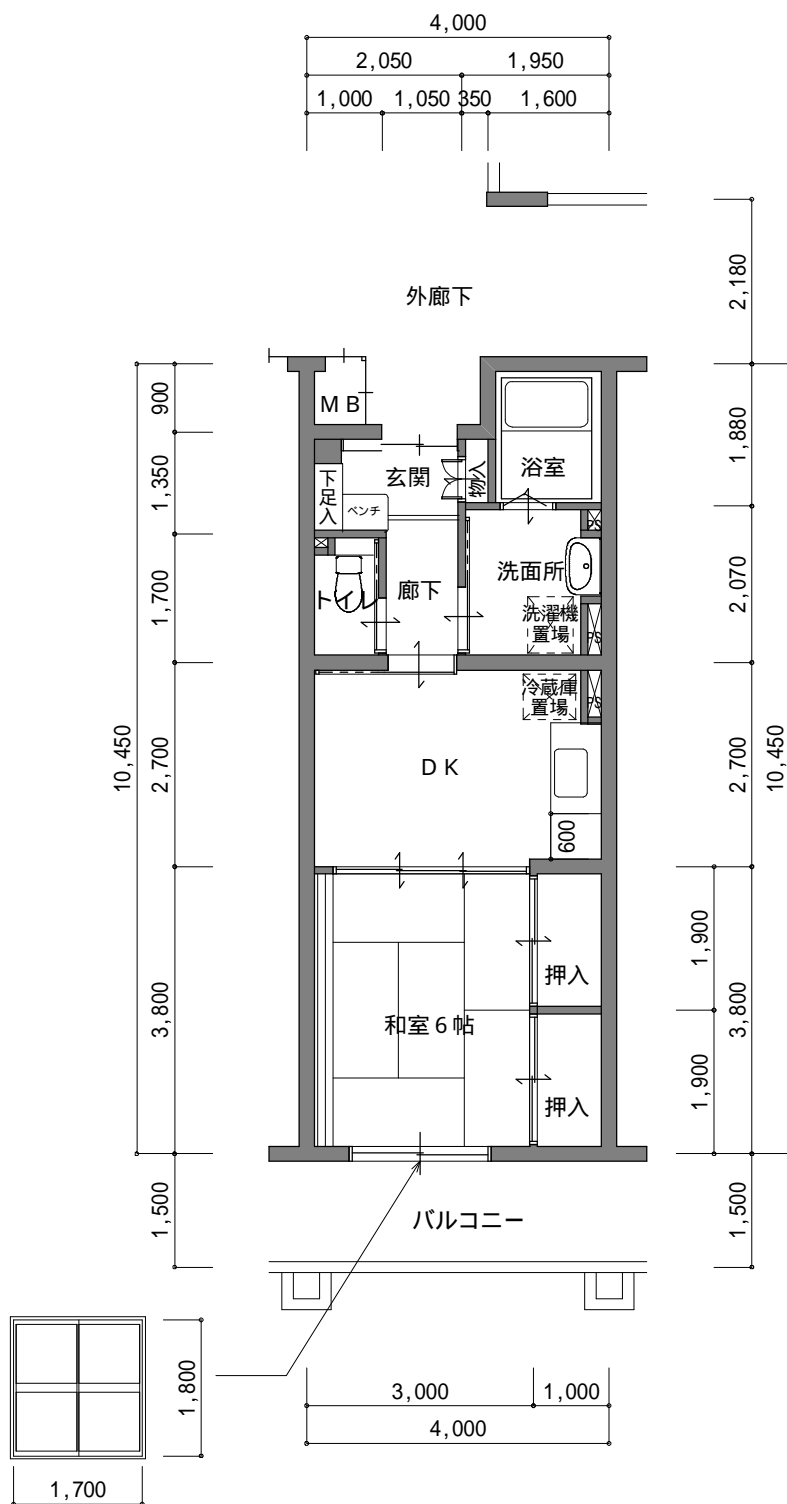 4,000
2,050
1,950
1,000
1,050
350
1,600
外廊下
2,180
900
1,350
1,700
2,700
10,450
3,800
1,500
MB
下足入
ベンチ
玄関
物入
浴室
PS
トイレ
廊下
洗面所
洗濯機
置場
PS
冷蔵庫
置場
PS
DK
600
和室6帖
押入
押入
バルコニー
1,880
2,070
2,700
10,450
1,900
1,900
3,800
1,500
1,800
1,700
3,000
1,000
4,000